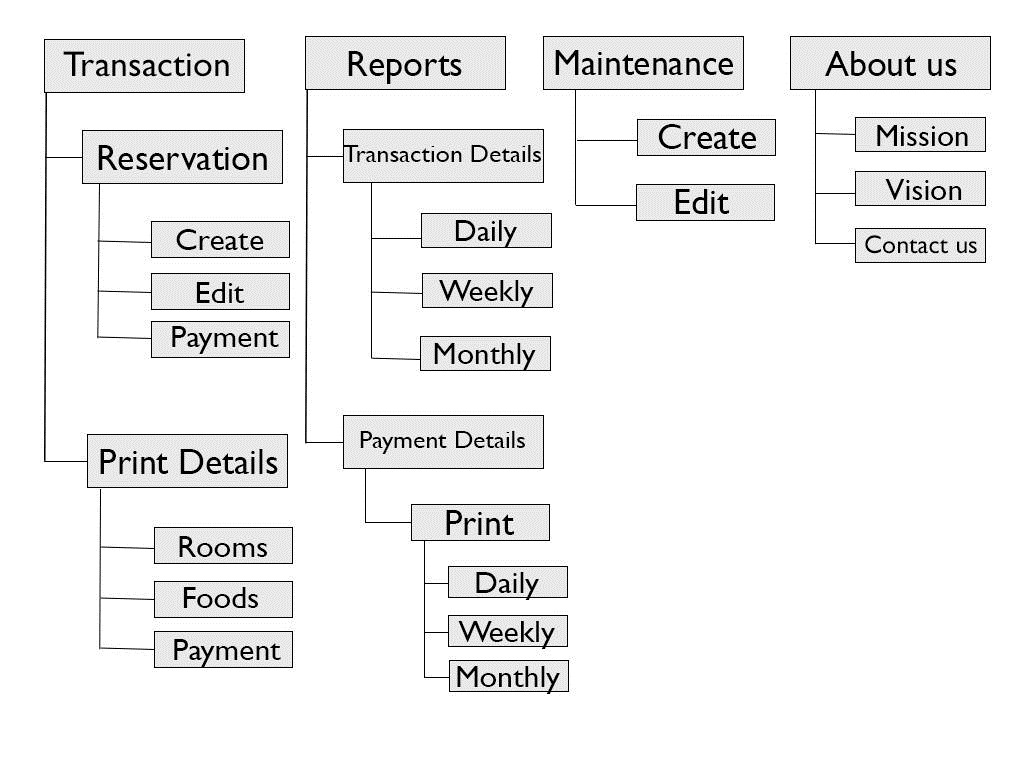 Transaction
Reservation
Create
Edit
Payment
Print Details
Rooms
Foods
Payment
Reports
Transaction Details
Daily
Weekly
Monthly
Payment Details
Print
Daily
Weekly
Monthly
Maintenance
Create
Edit
About us
Mission
Vision
Contact us